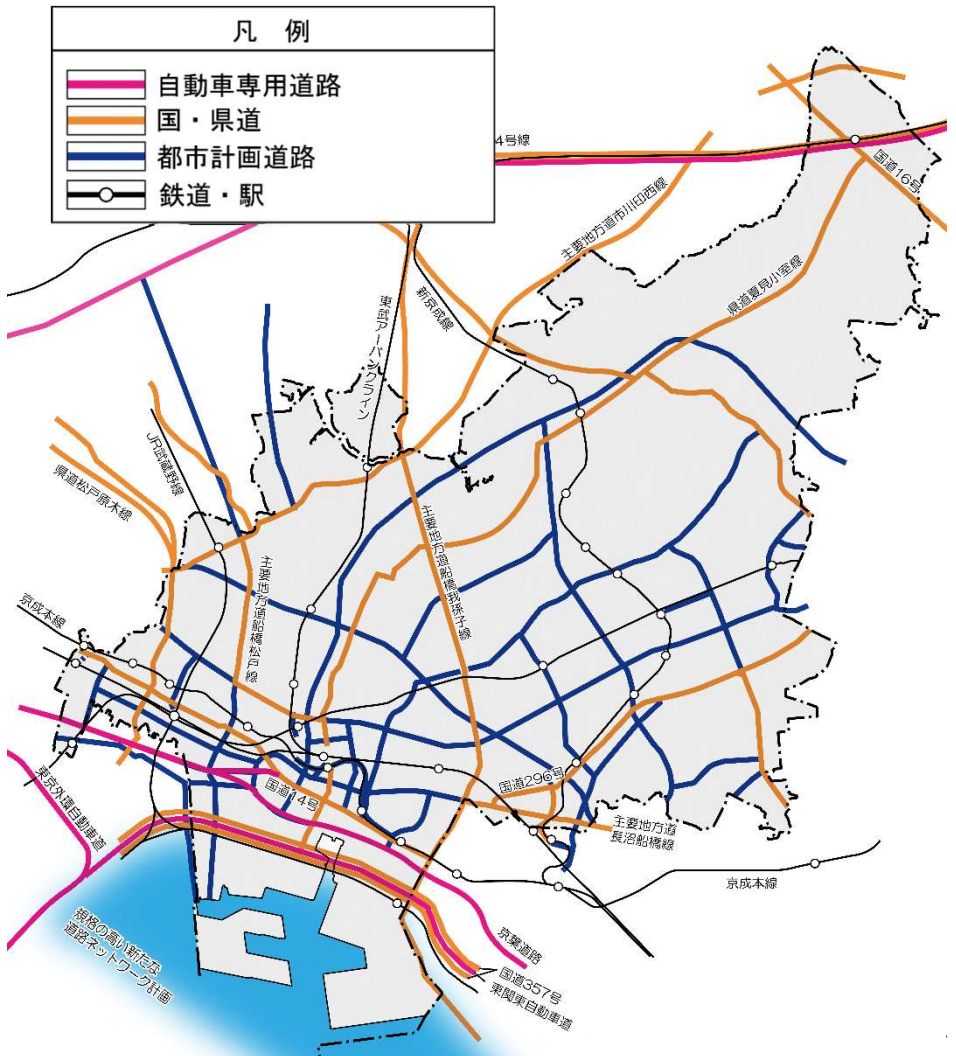 凡 例
自動車専用道路
国・県道
都市計画道路
鉄道・駅
4号線
国道16号
主要地方道市川印西線
県道夏見小室線
新京成線
東武アーバンクライン
JR武蔵野線
県道松戸原木線
主要地方道船橋我孫子線
主要地方道船橋松戸線
京成本線
国道14号
国道296号
東京外環自動車道
主要地方道
長沼船橋線
京成本線
規格の高い新たな
道路ネットワーク計画
京葉道路
国道357号
東関東自動車道